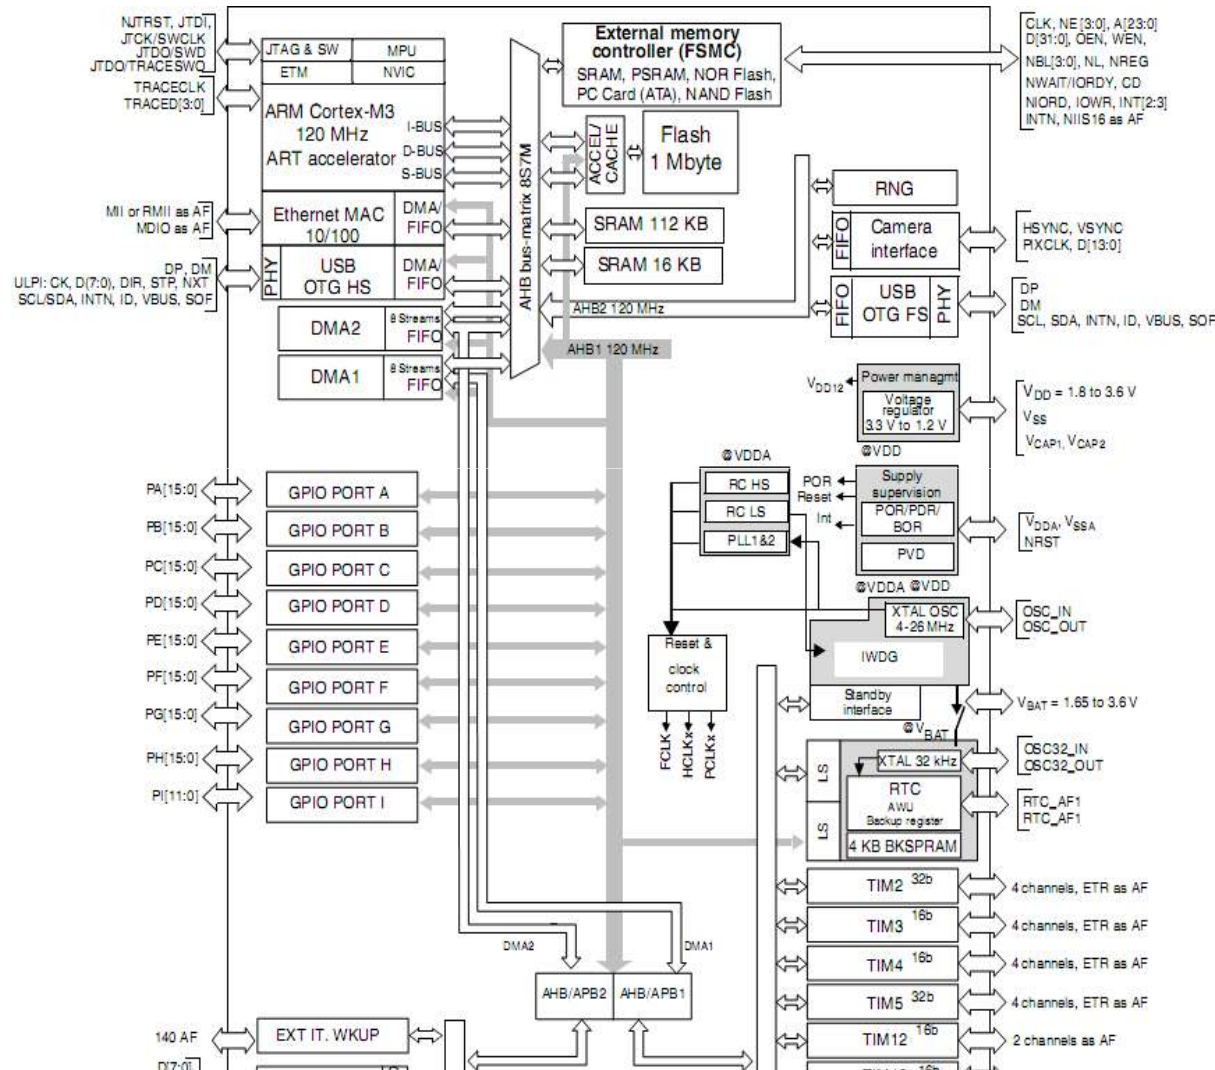 NJTRST, JTDI,
JTCK/SWCLK
JTDO/SWD
JTDO/TRACESWO
TRACECLK
TRACED[3:0]
JTAG & SW
MPU
ETM
NVIC
ARM Cortex-M3
120 MHz
ART accelerator
I-BUS
D-BUS
S-BUS
MII or RMII as AF
MDIO as AF
Ethernet MAC
10/100
DMA/
FIFO
DP, DM
ULPI: CK, D(7:0), DIR, STP, NXT
SCL/SDA, INTN, ID, VBUS, SOF
PHY
USB
OTG HS
DMA/
FIFO
DMA2
8 Streams
FIFO
DMA1
8 Streams
FIFO
AHB bus-matrix 8S7M
External memory
controller (FSMC)
SRAM, PSRAM, NOR Flash,
PC Card (ATA), NAND Flash
CLK, NE [3:0], A[23:0]
D[31:0], OEN, WEN,
NBL[3:0], NL, NREG
NWAIT/IORDY, CD
NIORD, IOWR, INT[2:3]
INTN, NIIS16 as AF
ACCEL/
CACHE
Flash
1 Mbyte
SRAM 112 KB
SRAM 16 KB
AHB2 120 MHz
AHB1 120 MHz
RNG
FIFO
Camera
interface
HSYNC, VSYNC
PIXCLK, D[13:0]
FIFO
USB
OTG FS
PHY
DP
DM
SCL, SDA, INTN, ID, VBUS, SOF
VDD12
Power managmt
Voltage
regulator
3.3 V to 1.2 V
VDD = 1.8 to 3.6 V
VSS
VCAP1, VCAP2
@VDD
@VDDA
RC HS
RC LS
PLL1&2
POR
Reset
Int
Supply
supervision
POR/PDR/
BOR
PVD
VDDA, VSSA
NRST
@VDDA @VDD
XTAL OSC
4-26 MHz
OSC_IN
OSC_OUT
IWDG
Reset &
clock
control
FCLK
HCLKx
PCLKx
Standby
interface
VBAT = 1.65 to 3.6 V
@VBAT
LS
LS
XTAL 32 kHz
OSC32_IN
OSC32_OUT
RTC
AWU
Backup register
RTC_AF1
RTC_AF1
4 KB BKSPRAM
PA[15:0]
GPIO PORT A
PB[15:0]
GPIO PORT B
PC[15:0]
GPIO PORT C
PD[15:0]
GPIO PORT D
PE[15:0]
GPIO PORT E
PF[15:0]
GPIO PORT F
PG[15:0]
GPIO PORT G
PH[15:0]
GPIO PORT H
PI[11:0]
GPIO PORT I
TIM2 32b
4 channels, ETR as AF
TIM3 16b
4 channels, ETR as AF
TIM4 16b
4 channels, ETR as AF
TIM5 32b
4 channels, ETR as AF
TIM12 16b
2 channels as AF
DMA2
DMA1
AHB/APB2
AHB/APB1
140 AF
EXT IT. WKUP
D[7:0]
16b